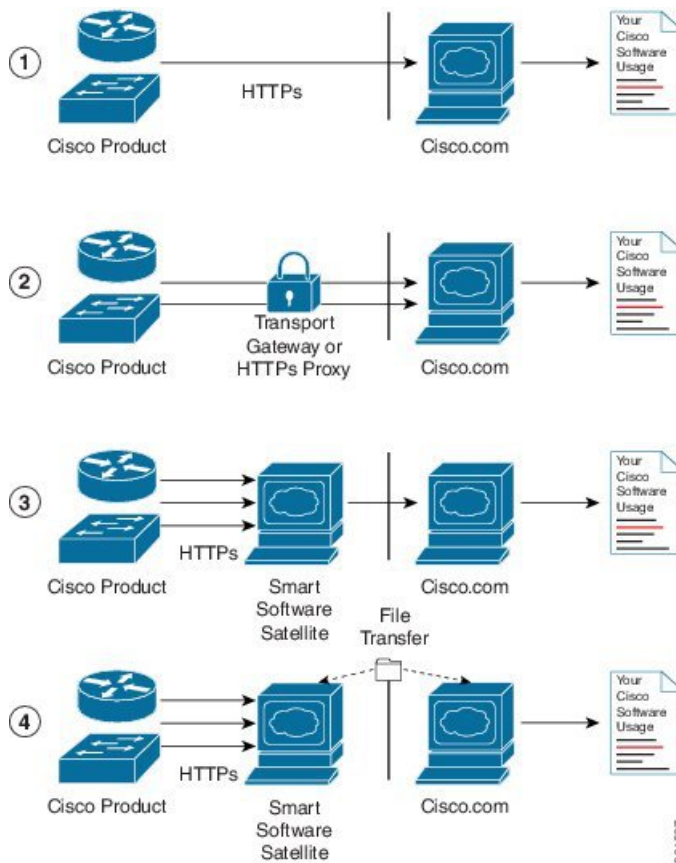 1
HTTPs
Cisco Product
Cisco.com
Your
Cisco
Software
Usage
2
Transport
Gateway or
HTTPs Proxy
Cisco Product
Cisco.com
Your
Cisco
Software
Usage
3
HTTPs
Cisco Product
Smart
Software
Satellite
Cisco.com
Your
Cisco
Software
Usage
File
Transfer
4
HTTPs
Cisco Product
Smart
Software
Satellite
Cisco.com
Your
Cisco
Software
Usage